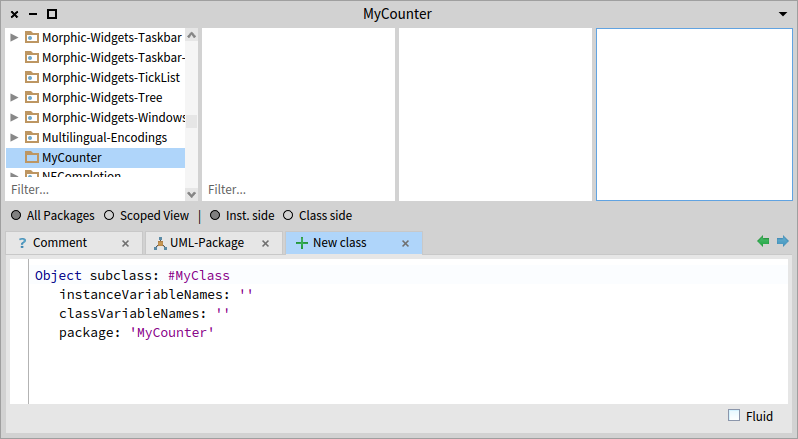 MyCounter
Morphic-Widgets-Taskbar
Morphic-Widgets-Taskbar-
Morphic-Widgets-TickList
Morphic-Widgets-Tree
Morphic-Widgets-Windows
Multilingual-Encodings
MyCounter
NECompletion
Filter...
Filter...
All Packages Scoped View | Inst. side Class side
? Comment × UML-Package × New class ×
Object subclass: #MyClass
instanceVariableNames: ''
classVariableNames: ''
package: 'MyCounter'
Fluid